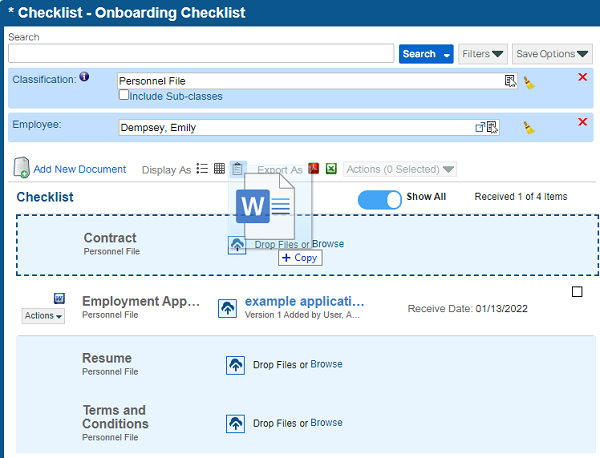 * Checklist - Onboarding Checklist
Search
Search Filters Save Options
Classification: Personnel File
Include Sub-classes
Employee: Dempsey, Emily
Add New Document Display As Export As Actions (0 Selected)
Checklist Show All Received 1 of 4 Items
W
Contract
Personnel File
Drop Files or Browse
+ Copy
W
Employment App... example applicati...
Actions Personnel File Version 1 Added by User, A... Receive Date: 01/13/2022
Resume
Personnel File
Drop Files or Browse
Terms and
Conditions
Personnel File
Drop Files or Browse